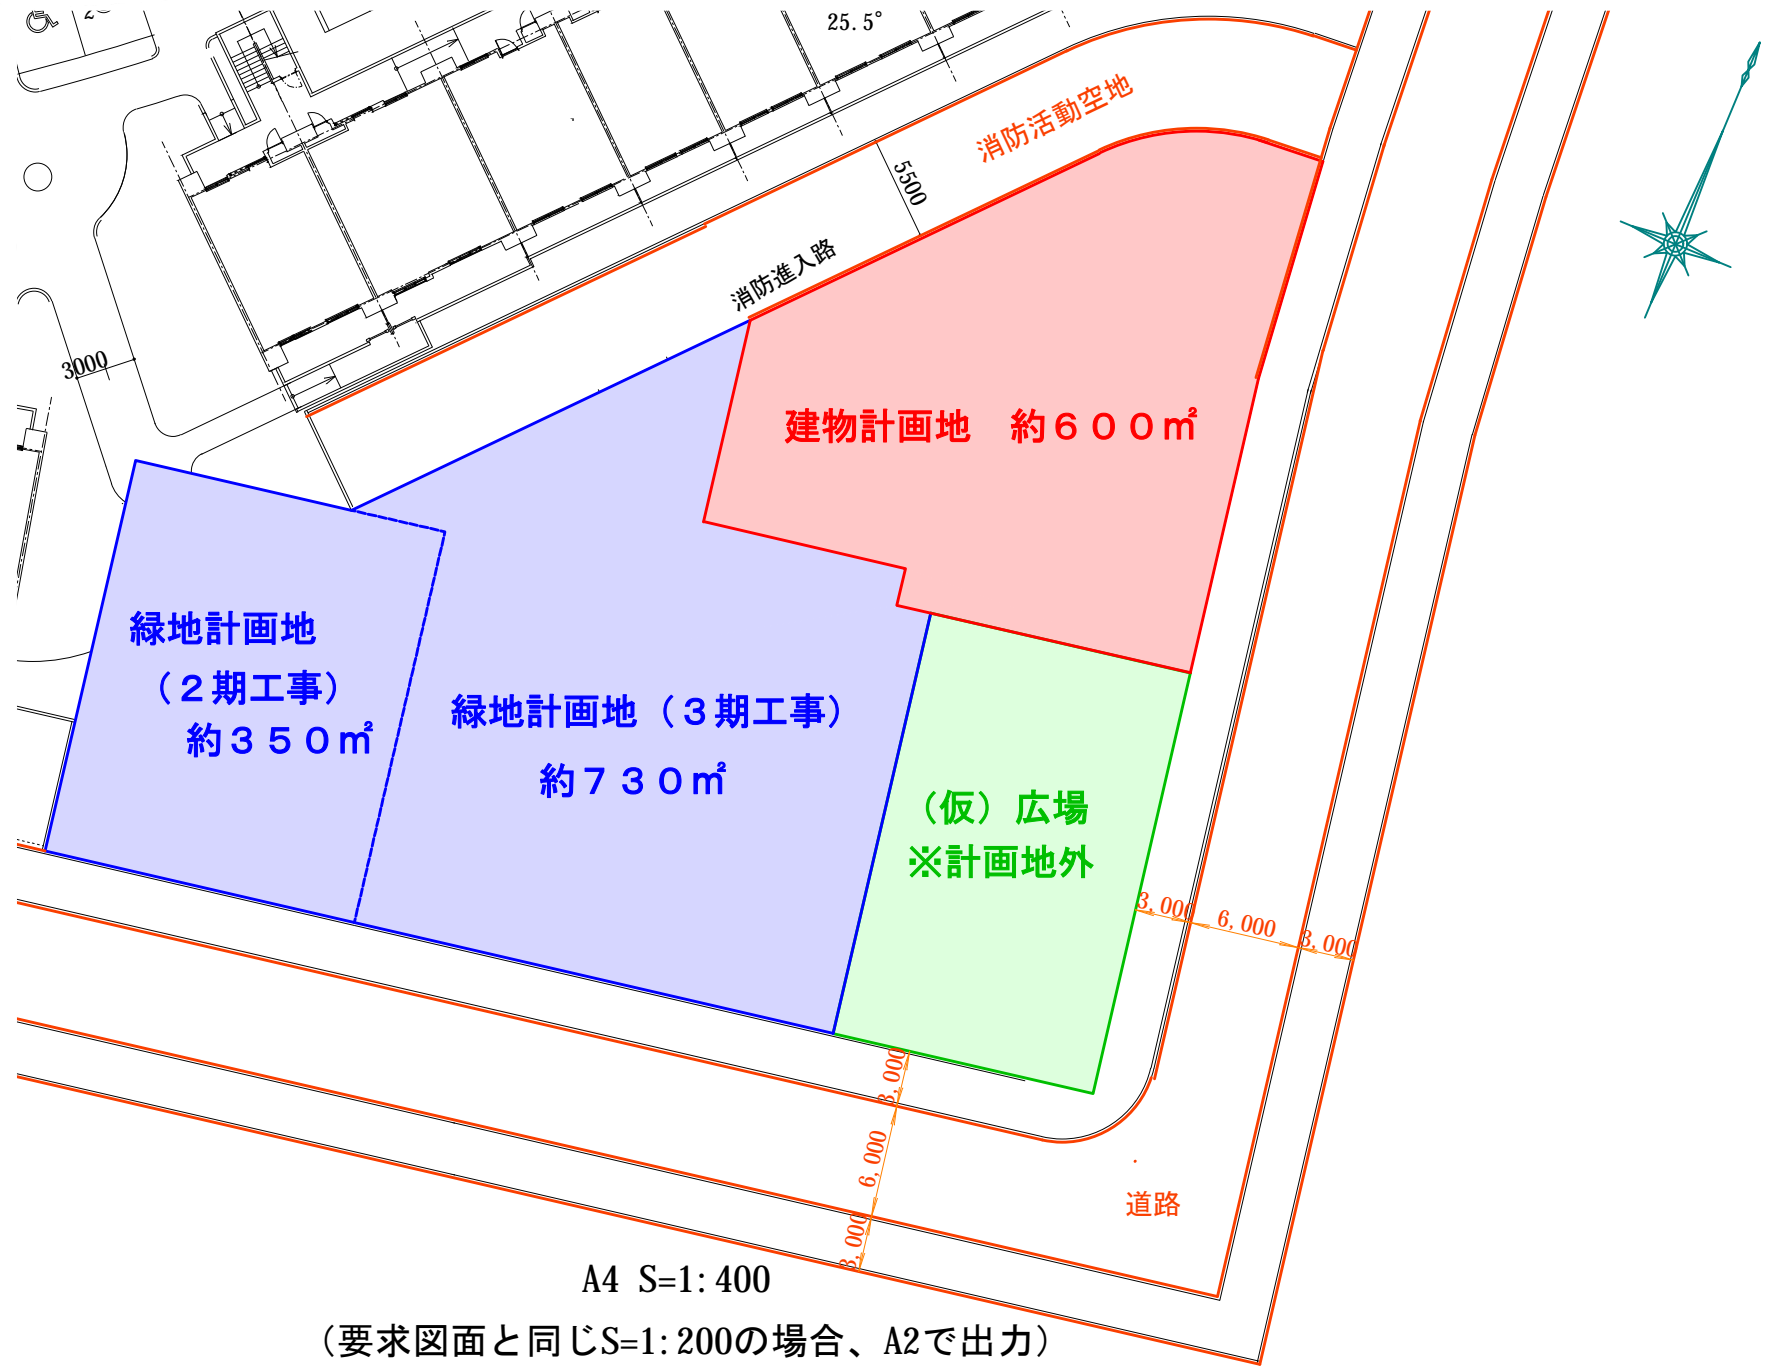 25.5°
消防活動空地
5500
消防進入路
3000
建物計画地　約６００㎡
緑地計画地
（２期工事）
約３５０㎡
緑地計画地（３期工事）
約７３０㎡
（仮）広場
※計画地外
3,000
6,000
3,000
3,000
6,000
3,000
道路
A4 S=1:400
（要求図面と同じS=1:200の場合、A2で出力）